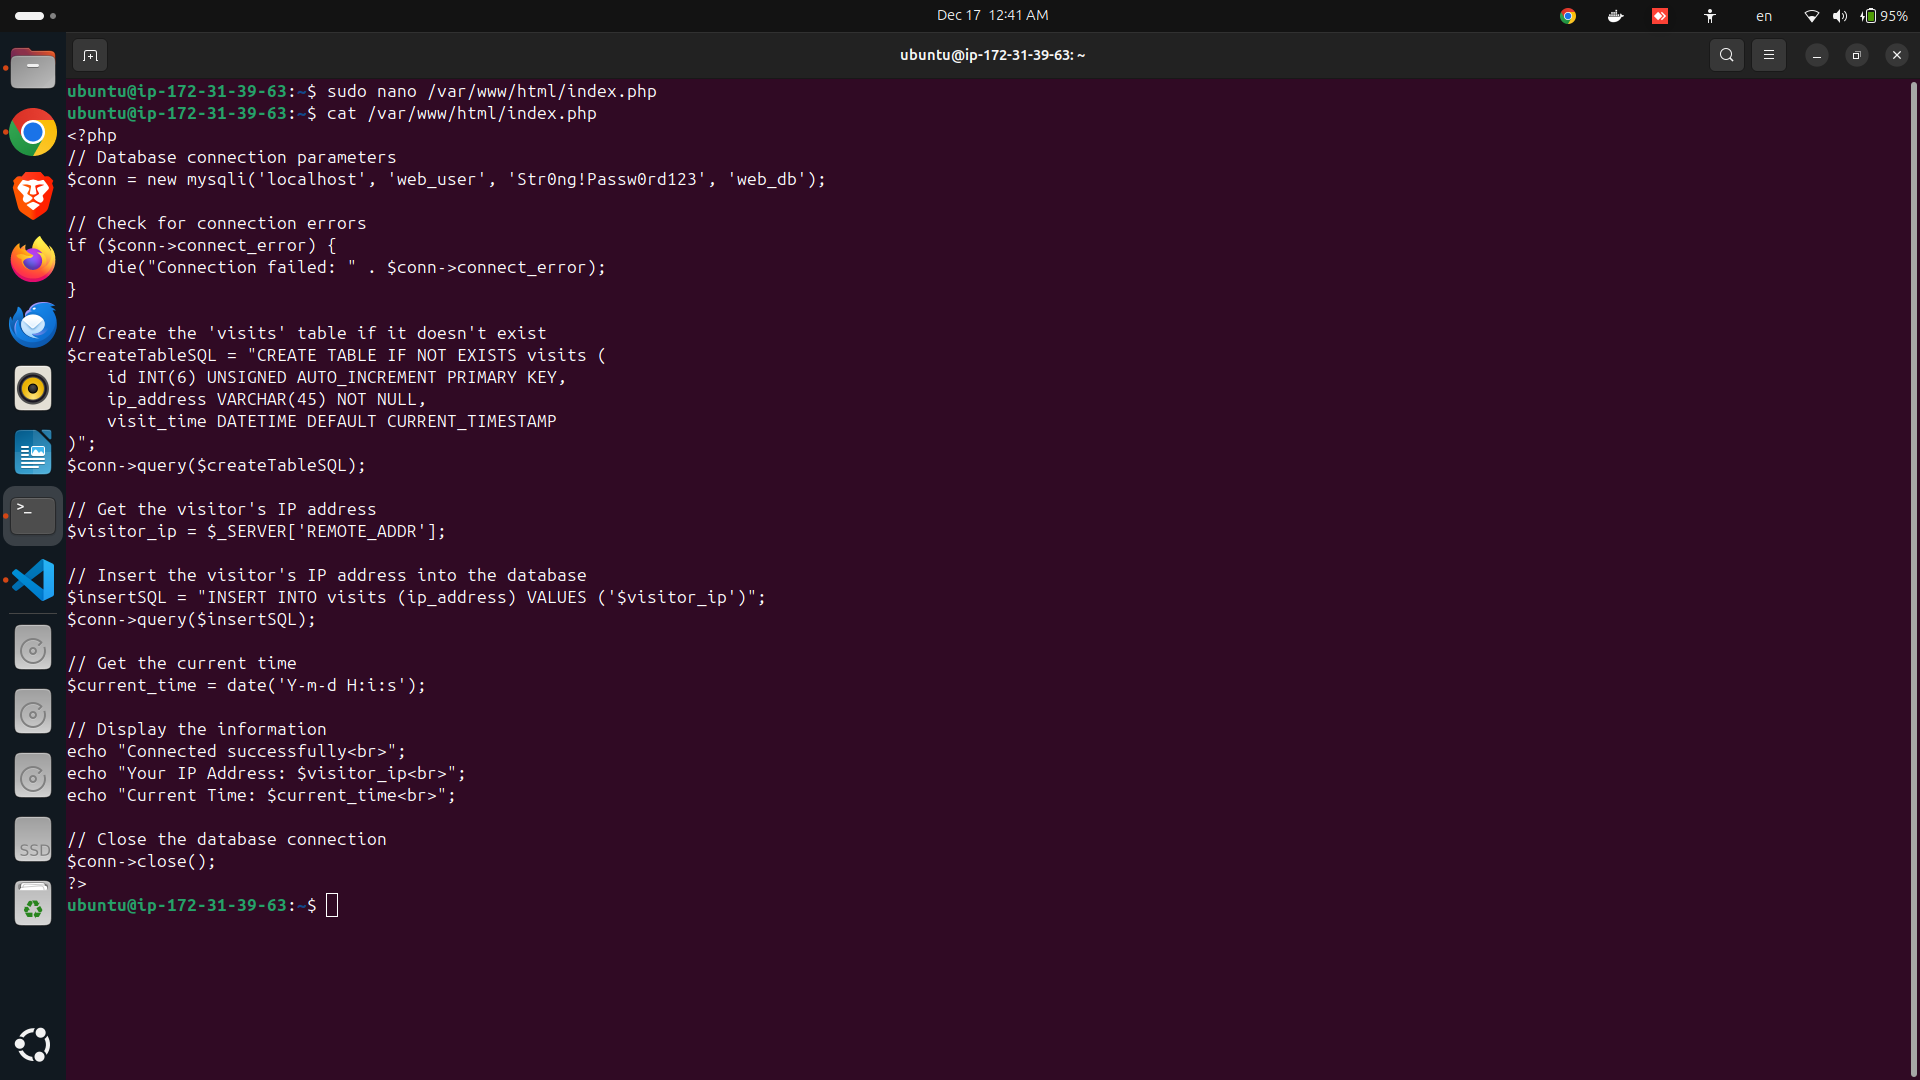 Dec 17 12:41 AM
en
95%
ubuntu@ip-172-31-39-63: ~
ubuntu@ip-172-31-39-63:~$ sudo nano /var/www/html/index.php
ubuntu@ip-172-31-39-63:~$ cat /var/www/html/index.php
<?php
// Database connection parameters
$conn = new mysqli('localhost', 'web_user', 'Str0ng!Passw0rd123', 'web_db');

// Check for connection errors
if ($conn->connect_error) {
    die("Connection failed: " . $conn->connect_error);
}

// Create the 'visits' table if it doesn't exist
$createTableSQL = "CREATE TABLE IF NOT EXISTS visits (
    id INT(6) UNSIGNED AUTO_INCREMENT PRIMARY KEY,
    ip_address VARCHAR(45) NOT NULL,
    visit_time DATETIME DEFAULT CURRENT_TIMESTAMP
)";
$conn->query($createTableSQL);

// Get the visitor's IP address
$visitor_ip = $_SERVER['REMOTE_ADDR'];

// Insert the visitor's IP address into the database
$insertSQL = "INSERT INTO visits (ip_address) VALUES ('$visitor_ip')";
$conn->query($insertSQL);

// Get the current time
$current_time = date('Y-m-d H:i:s');

// Display the information
echo "Connected successfully<br>";
echo "Your IP Address: $visitor_ip<br>";
echo "Current Time: $current_time<br>";

// Close the database connection
$conn->close();
?>
ubuntu@ip-172-31-39-63:~$
>_
SSD